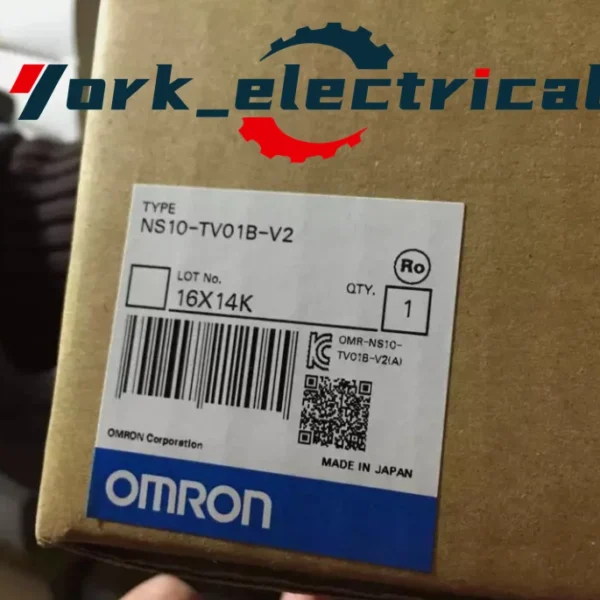 York_electrical
TYPE
NS10-TV01B-V2
Ro
LOT No.
16X14K
QTY.
1
KC
OMR-NS10-
TV01B-V2(A)
OMRON Corporation
MADE IN JAPAN
OMRON